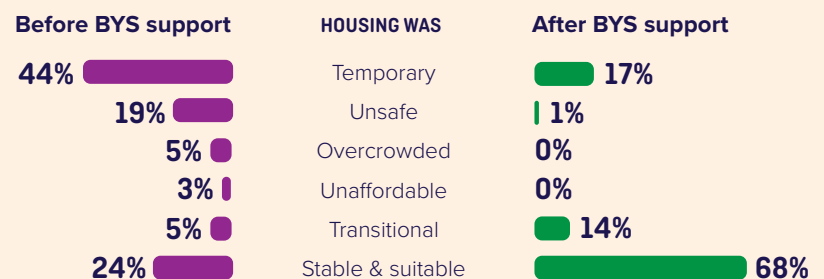 Before BYS support HOUSING WAS After BYS support
44% Temporary 17%
19% Unsafe 1%
5% Overcrowded 0%
3% Unaffordable 0%
5% Transitional 14%
24% Stable & suitable 68%